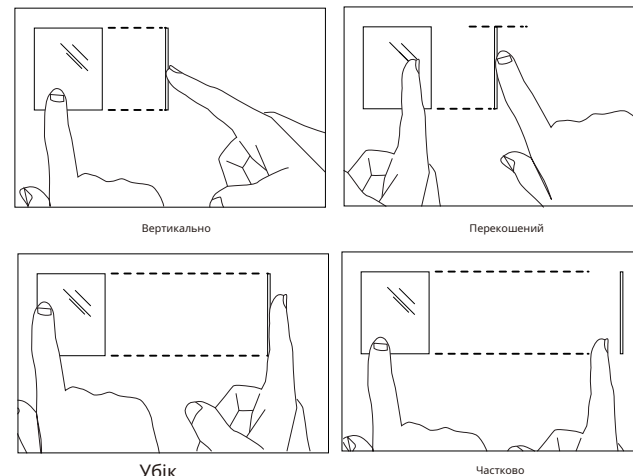 Вертикально
Перекошений
Убік
Частково